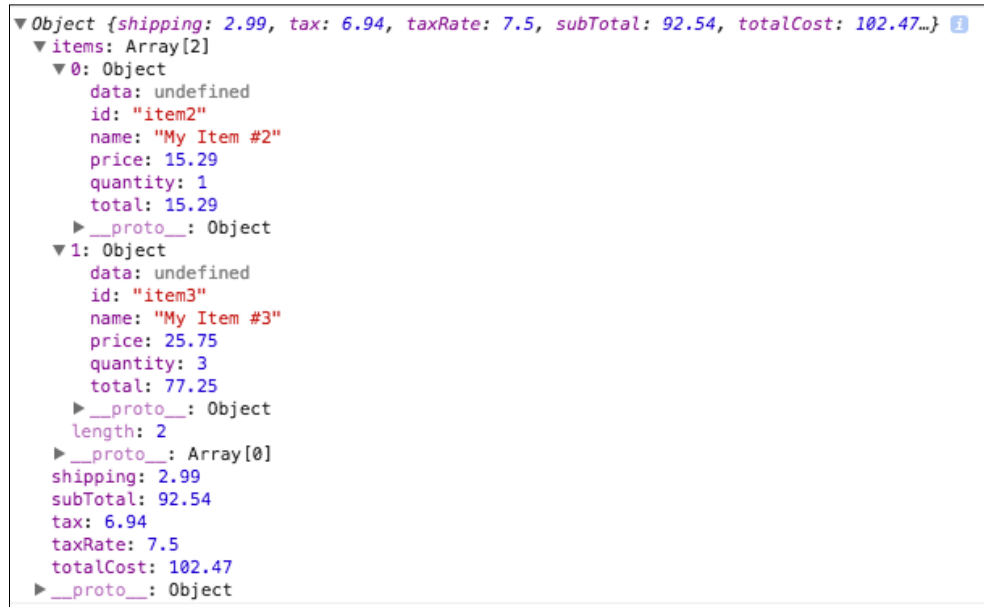 ▼ Object {shipping: 2.99, tax: 6.94, taxRate: 7.5, subTotal: 92.54, totalCost: 102.47…} i
▼ items: Array[2]
▼ 0: Object
data: undefined
id: "item2"
name: "My Item #2"
price: 15.29
quantity: 1
total: 15.29
▶ __proto__: Object
▼ 1: Object
data: undefined
id: "item3"
name: "My Item #3"
price: 25.75
quantity: 3
total: 77.25
▶ __proto__: Object
length: 2
▶ __proto__: Array[0]
shipping: 2.99
subTotal: 92.54
tax: 6.94
taxRate: 7.5
totalCost: 102.47
▶ __proto__: Object